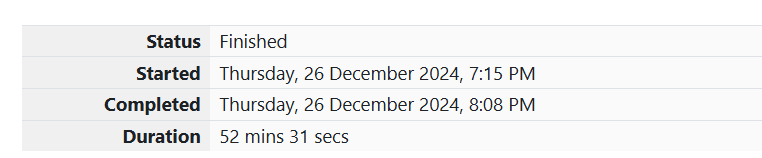 Status Finished
Started Thursday, 26 December 2024, 7:15 PM
Completed Thursday, 26 December 2024, 8:08 PM
Duration 52 mins 31 secs